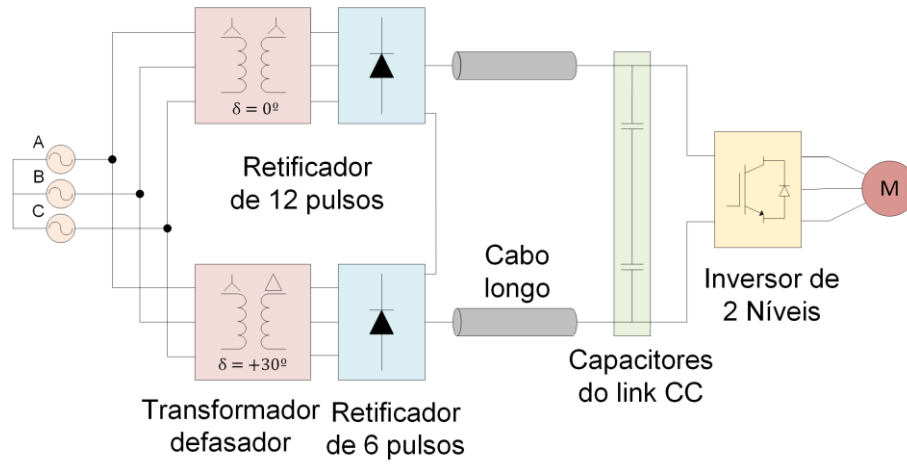 δ = 0º
A
B
C
Retificador
de 12 pulsos
M
Cabo
longo
Inversor de
2 Níveis
δ = +30º
Capacitores
do link CC
Transformador
defasador
Retificador
de 6 pulsos